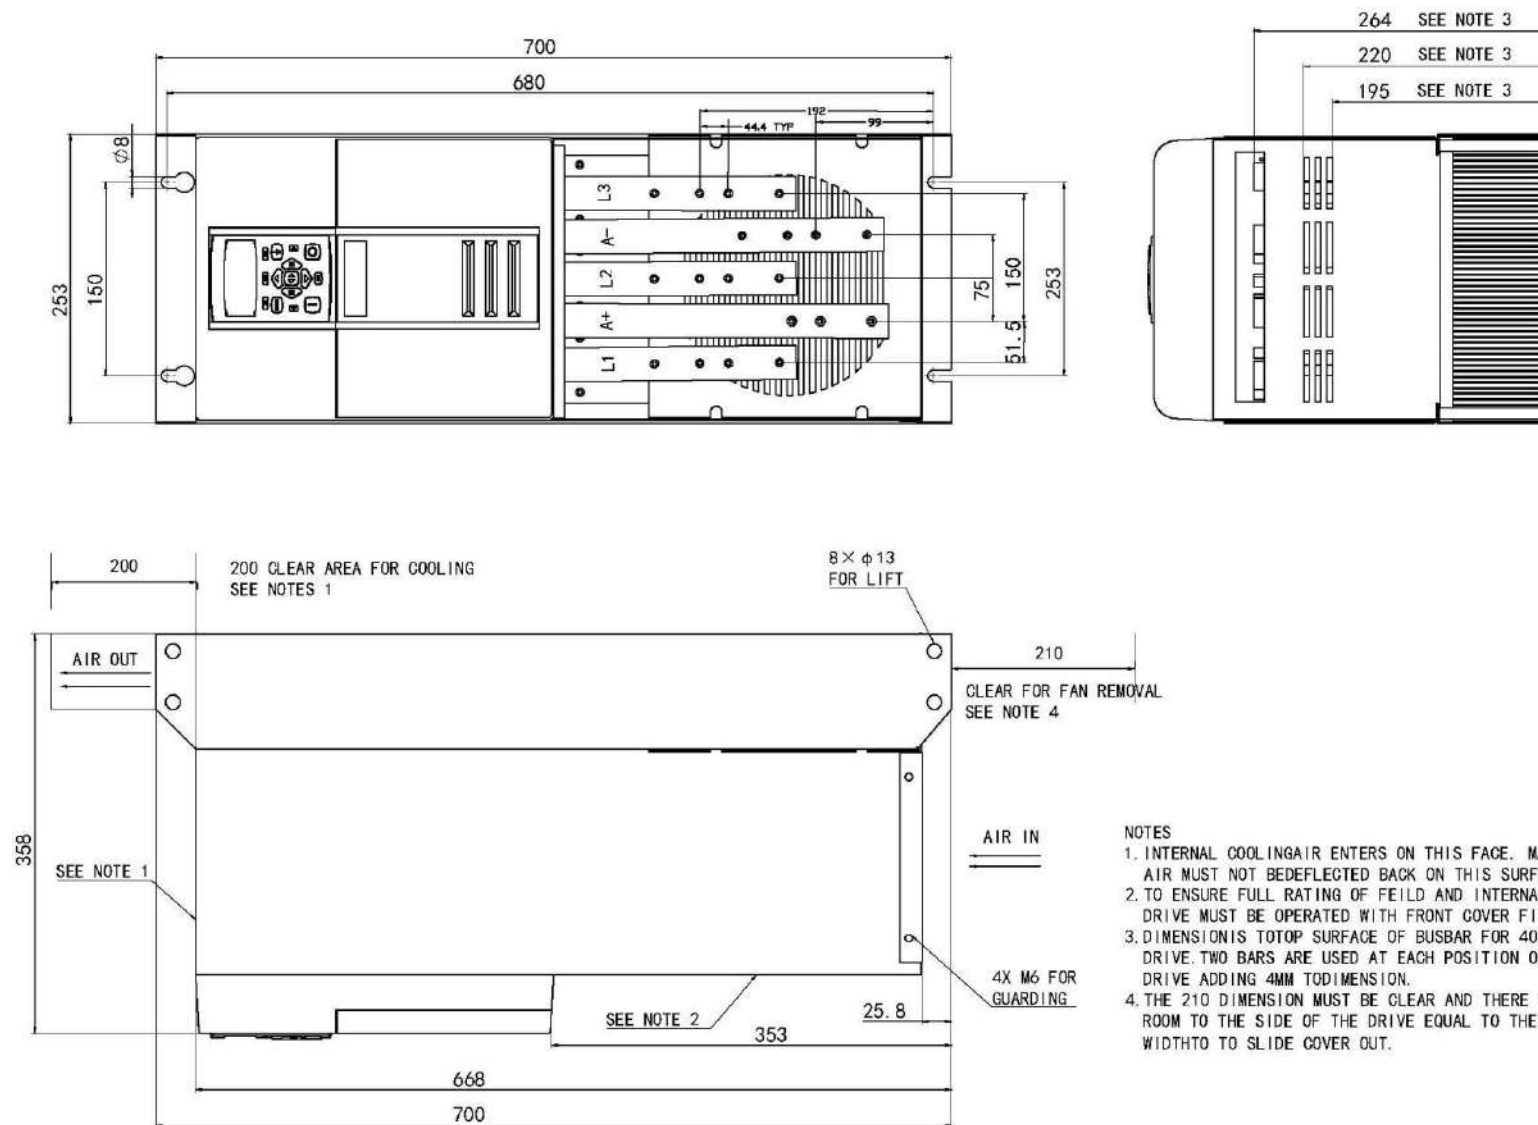 700
680
192
44.4 TYP
99
∅8
253
150
L3
A-
L2
A+
L1
75
150
51.5
253
264 SEE NOTE 3
220 SEE NOTE 3
195 SEE NOTE 3
200
200 CLEAR AREA FOR COOLING
SEE NOTES 1
8×φ13
FOR LIFT
AIR OUT
210
CLEAR FOR FAN REMOVAL
SEE NOTE 4
358
SEE NOTE 1
AIR IN
4X M6 FOR
GUARDING
SEE NOTE 2
25.8
353
668
700
NOTES
1. INTERNAL COOLINGAIR ENTERS ON THIS FACE.
AIR MUST NOT BEDEFLECTED BACK ON THIS
2. TO ENSURE FULL RATING OF FEILD AND
DRIVE MUST BE OPERATED WITH FRONT COVER
3. DIMENSIONIS TOTOP SURFACE OF BUSBAR FOR
DRIVE. TWO BARS ARE USED AT EACH POSITION
DRIVE ADDING 4MM TODIMENSION.
4. THE 210 DIMENSION MUST BE CLEAR AND THERE
ROOM TO THE SIDE OF THE DRIVE EQUAL TO THE
WIDTHTO TO SLIDE COVER OUT.